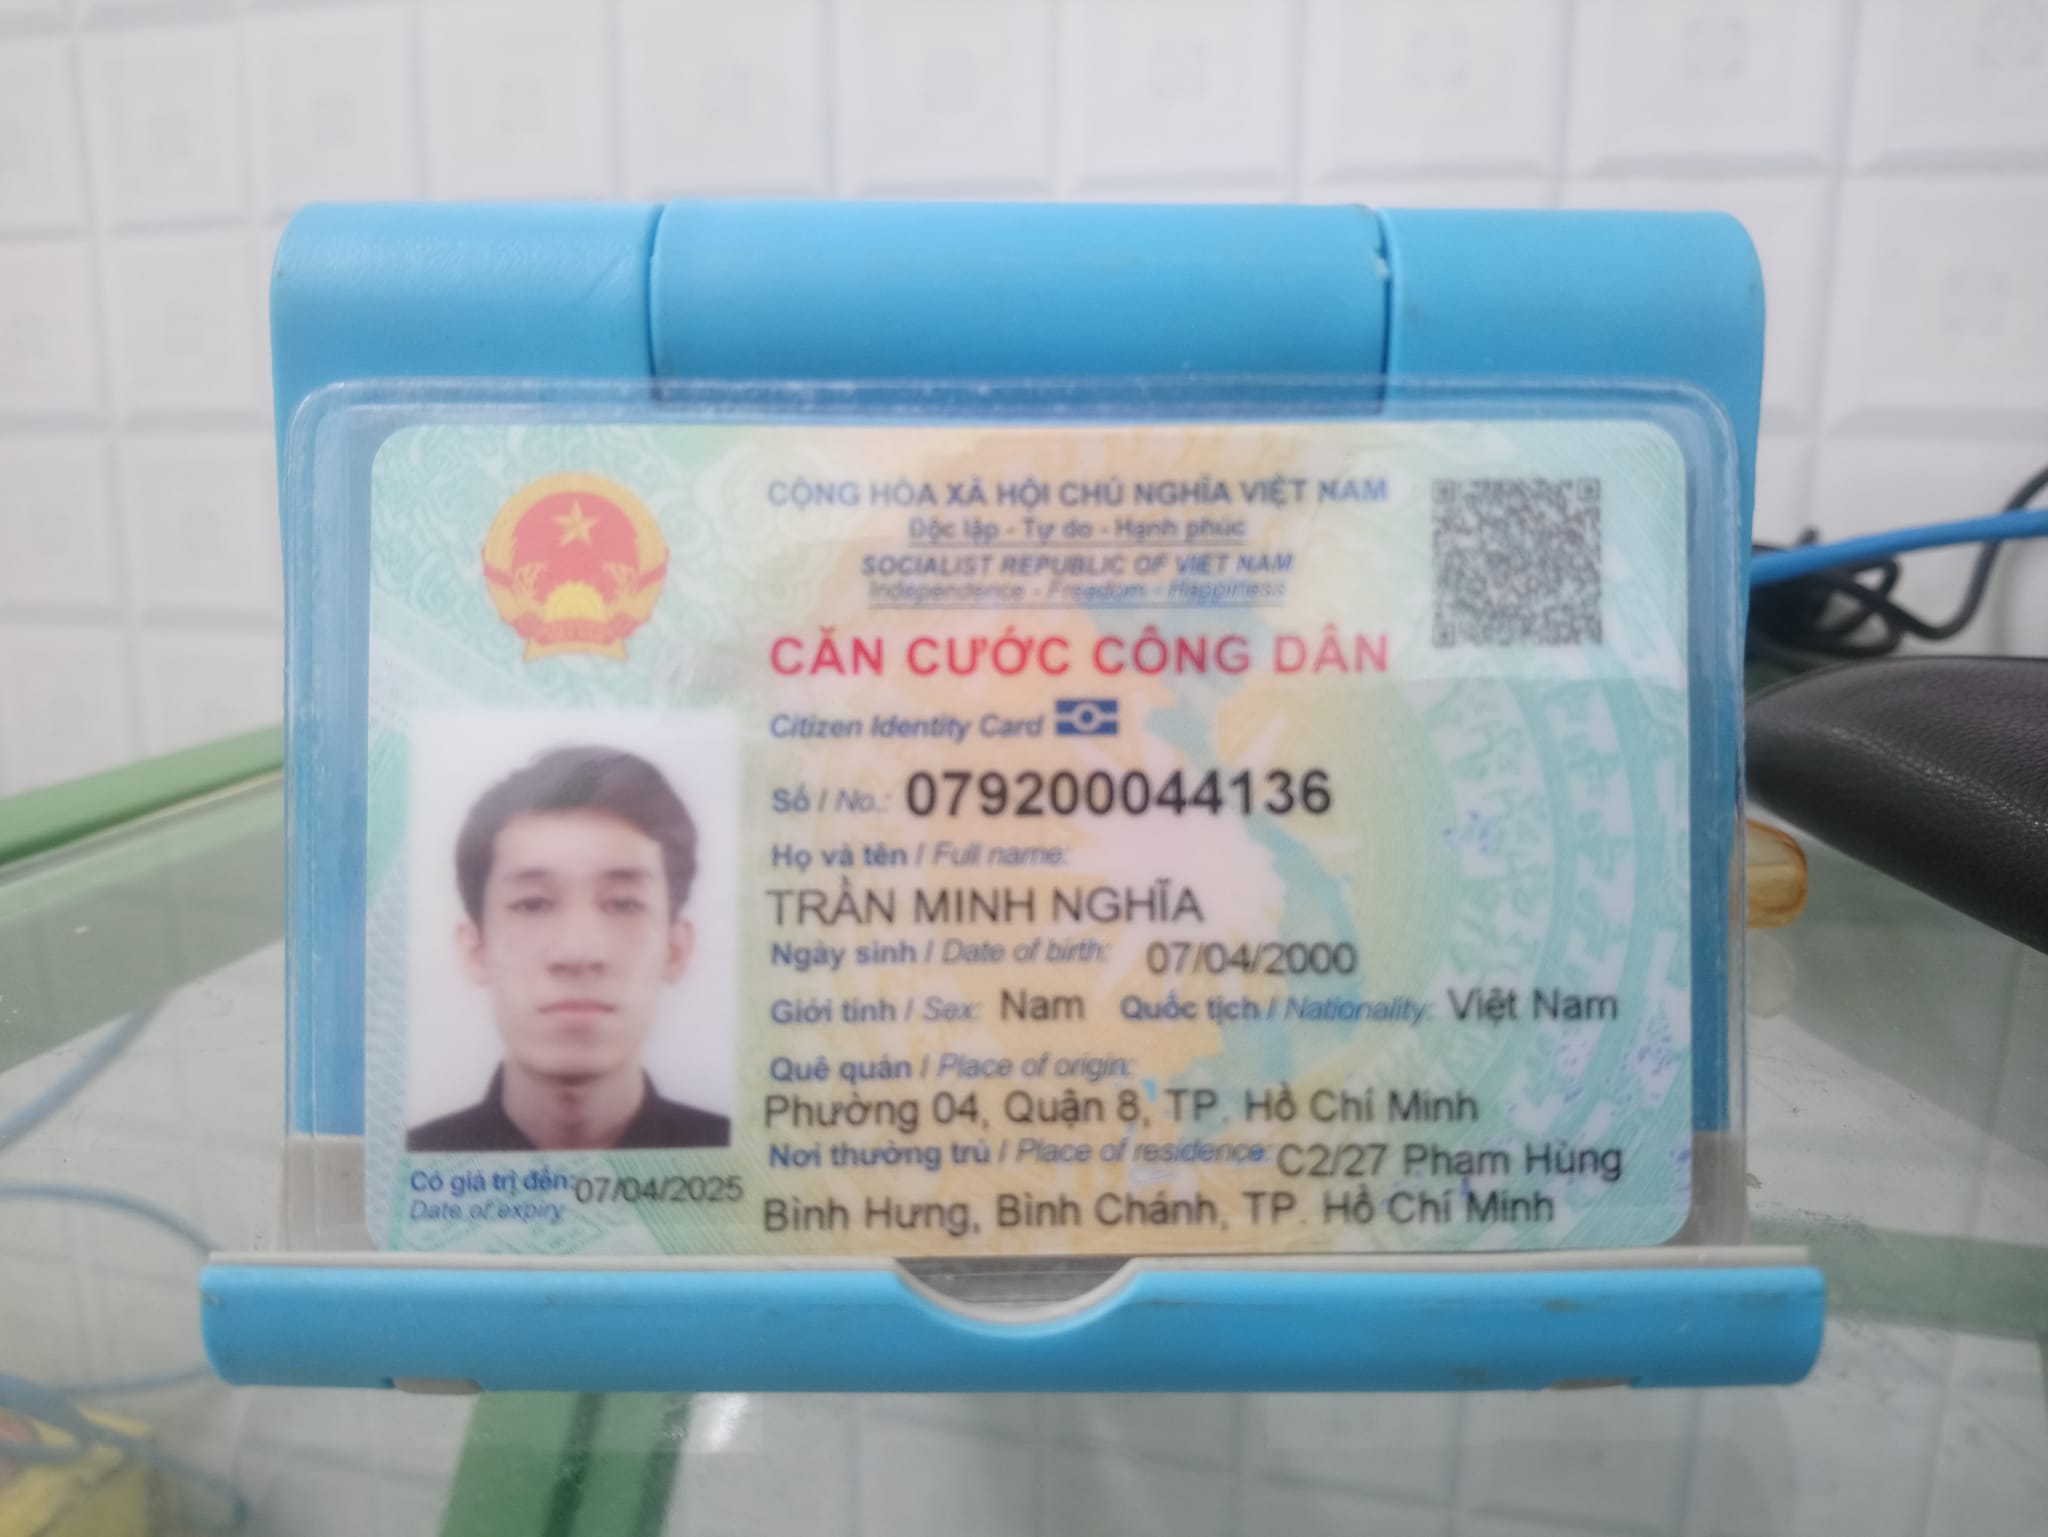 CỘNG HÒA XÃ HỘI CHỦ NGHĨA VIỆT NAM
Độc lập - Tự do - Hạnh phúc
SOCIALIST REPUBLIC OF VIET NAM
Independence - Freedom - Happiness
CĂN CƯỚC CÔNG DÂN
Citizen Identity Card
Số / No.: 079200044136
Họ và tên / Full name:
TRẦN MINH NGHĨA
Ngày sinh / Date of birth: 07/04/2000
Giới tính / Sex: Nam Quốc tịch / Nationality: Việt Nam
Quê quán / Place of origin:
Phường 04, Quận 8, TP. Hồ Chí Minh
Nơi thường trú / Place of residence: C2/27 Phạm Hùng
Bình Hưng, Bình Chánh, TP. Hồ Chí Minh
Có giá trị đến: 07/04/2025
Date of expiry